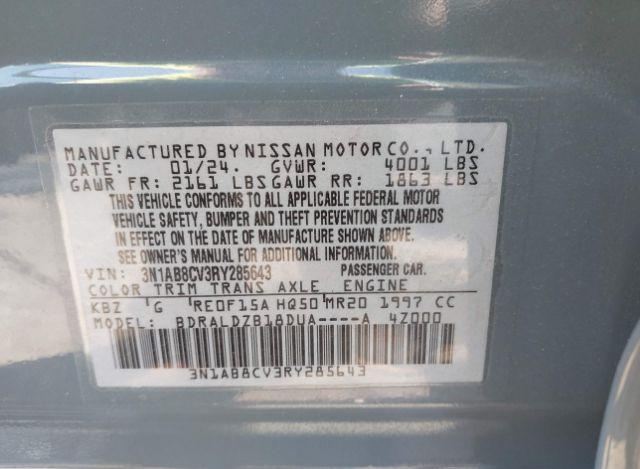 MANUFACTURED BY NISSAN MOTOR CO., LTD.
DATE: 01/24. GVWR: 4001 LBS
GAWR FR: 2161 LBS GAWR RR: 1863 LBS
THIS VEHICLE CONFORMS TO ALL APPLICABLE FEDERAL MOTOR
VEHICLE SAFETY, BUMPER AND THEFT PREVENTION STANDARDS
IN EFFECT ON THE DATE OF MANUFACTURE SHOWN ABOVE.
SEE OWNER'S MANUAL FOR ADDITIONAL INFORMATION.
VIN: 3N1AB8CV3RY285643 PASSENGER CAR.
COLOR TRIM TRANS AXLE ENGINE
KBZ 'G RE0F15A HQ50 'MR20 1997 CC
MODEL: BDRALDZB18DUA----A 4Z000
3N1AB8CV3RY285643